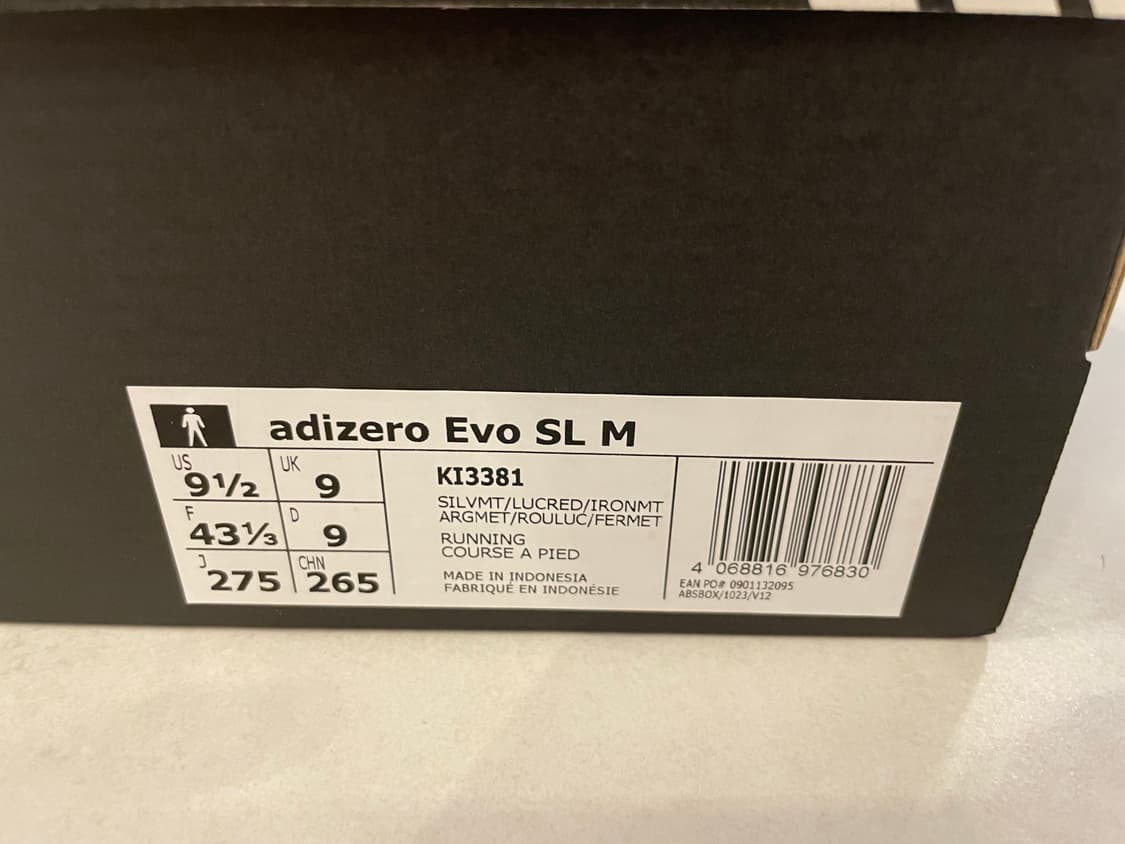 adizero Evo SL M
US 9½ UK 9
F 43⅓ D 9
J 275 CHN 265
KI3381
SILVMT/LUCRED/IRONMT
ARGMET/ROULUC/FERMET
RUNNING
COURSE A PIED
MADE IN INDONESIA
FABRIQUÉ EN INDONÉSIE
4 068816 976830
EAN PO# 0901132095
ABSBOX/1023/V12